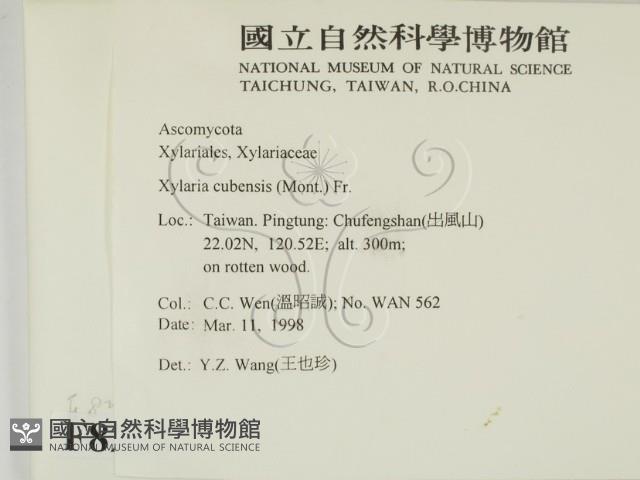 國立自然科學博物館
NATIONAL MUSEUM OF NATURAL SCIENCE
TAICHUNG, TAIWAN, R.O.CHINA
Ascomycota
Xylariales, Xylariaceae
Xylaria cubensis (Mont.) Fr.
Loc.: Taiwan. Pingtung: Chufengshan(出風山)
22.02N, 120.52E; alt. 300m;
on rotten wood.
Col.: C.C. Wen(溫昭誠); No. WAN 562
Date: Mar. 11, 1998
Det.: Y.Z. Wang(王也珍)
F8
國立自然科學博物館
NATIONAL MUSEUM OF NATURAL SCIENCE